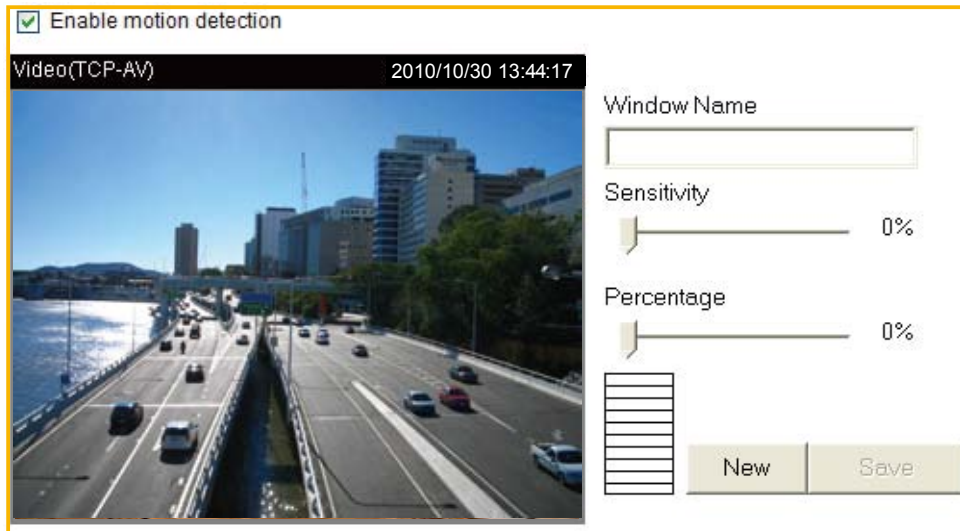 Enable motion detection
Video(TCP-AV) 2010/10/30 13:44:17
Window Name
Sensitivity
0%
Percentage
0%
New Save